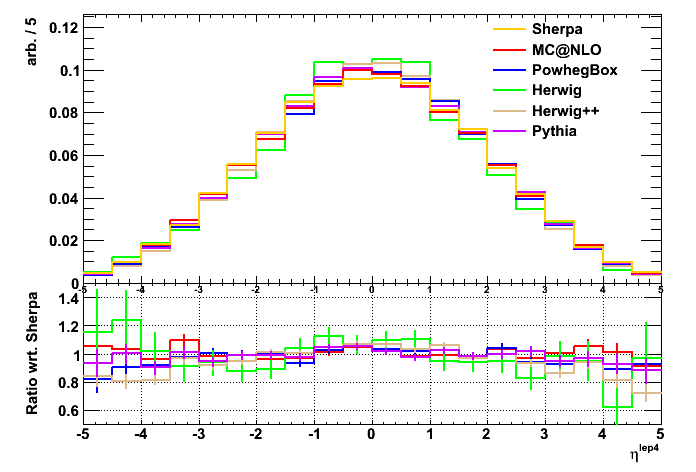 arb. / 5
0.12
0.1
0.08
0.06
0.04
0.02
0
Sherpa
MC@NLO
PowhegBox
Herwig
Herwig++
Pythia
-5 -4 -3 -2 -1 0 1 2 3 4 5
Ratio wrt. Sherpa
1.4
1.2
1
0.8
0.6
-5 -4 -3 -2 -1 0 1 2 3 4 5
η^lep4